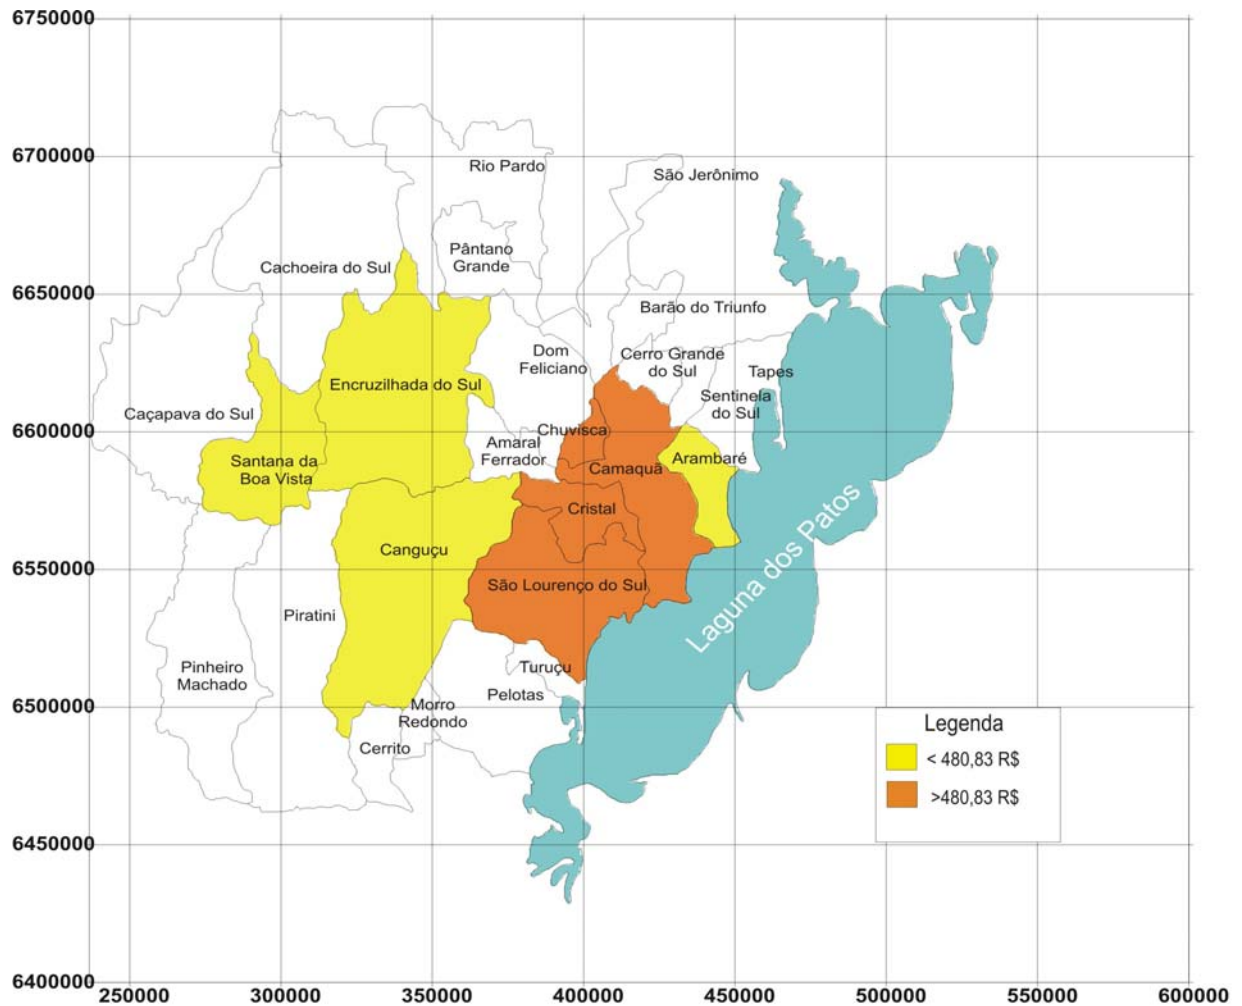 6750000
6700000
6650000
6600000
6550000
6500000
6450000
6400000
Rio Pardo
São Jerônimo
Pântano
Grande
Cachoeira do Sul
Barão do Triunfo
Dom
Feliciano
Cerro Grande
do Sul
Tapes
Encruzilhada do Sul
Sentinela
do Sul
Caçapava do Sul
Chuvisca
Amaral
Ferrador
Arambaré
Santana da
Boa Vista
Camaquã
Cristal
Canguçu
São Lourenço do Sul
Laguna dos Patos
Piratini
Pinheiro
Machado
Turuçu
Pelotas
Morro
Redondo
Cerrito
Legenda
< 480,83 R$
>480,83 R$
250000 300000 350000 400000 450000 500000 550000 600000